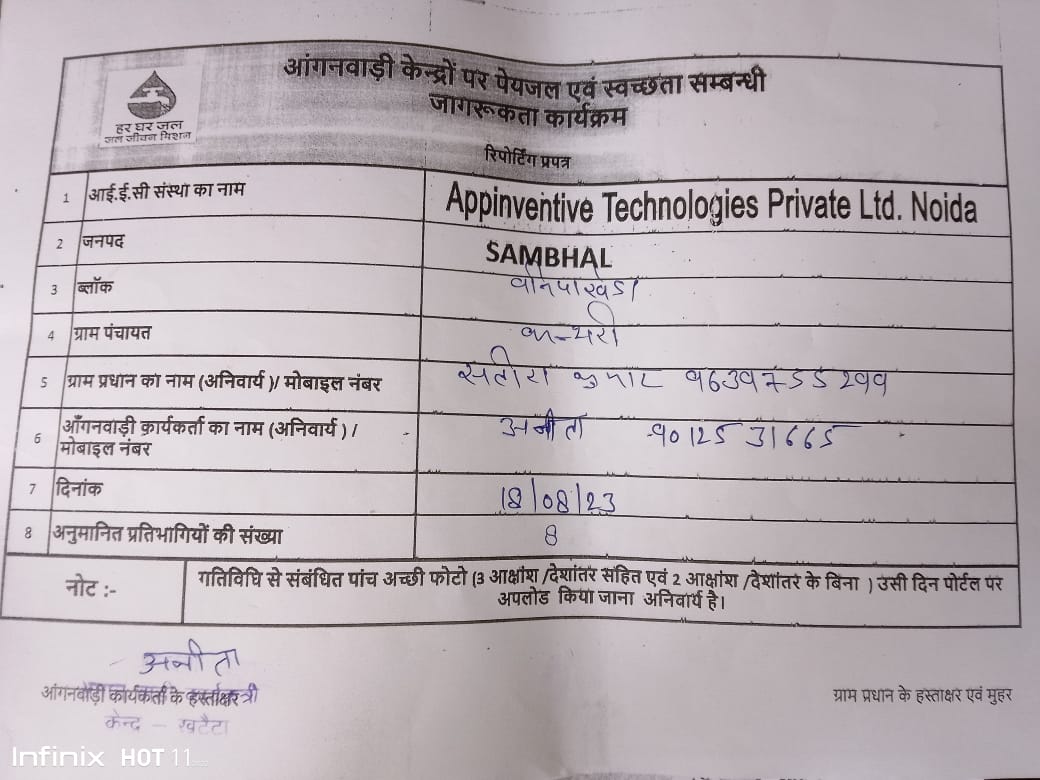 हर घर जल
जल जीवन मिशन
आंगनवाड़ी केन्द्रों पर पेयजल एवं स्वच्छता सम्बन्धी
जागरूकता कार्यक्रम
रिपोर्टिंग प्रपत्र
1 आई.ई.सी संस्था का नाम Appinventive Technologies Private Ltd. Noida
2 जनपद SAMBHAL
3 ब्लॉक
4 ग्राम पंचायत
5 ग्राम प्रधान का नाम (अनिवार्य )/ मोबाइल नंबर सतीश कुमार
6 आँगनवाड़ी कार्यकर्ता का नाम (अनिवार्य ) /
मोबाइल नंबर अनीता 90125 31665
7 दिनांक 18/08/23
8 अनुमानित प्रतिभागियों की संख्या 8
नोट :- गतिविधि से संबंधित पांच अच्छी फोटो (3 आक्षांश /देशांतर सहित एवं 2 आक्षांश /देशांतर के बिना ) उसी दिन पोर्टल पर
अपलोड किया जाना अनिवार्य है।
अनीता
आंगनवाड़ी कार्यकर्ता के हस्ताक्षर
ग्राम प्रधान के हस्ताक्षर एवं मुहर
केन्द्र -
Infinix HOT 11